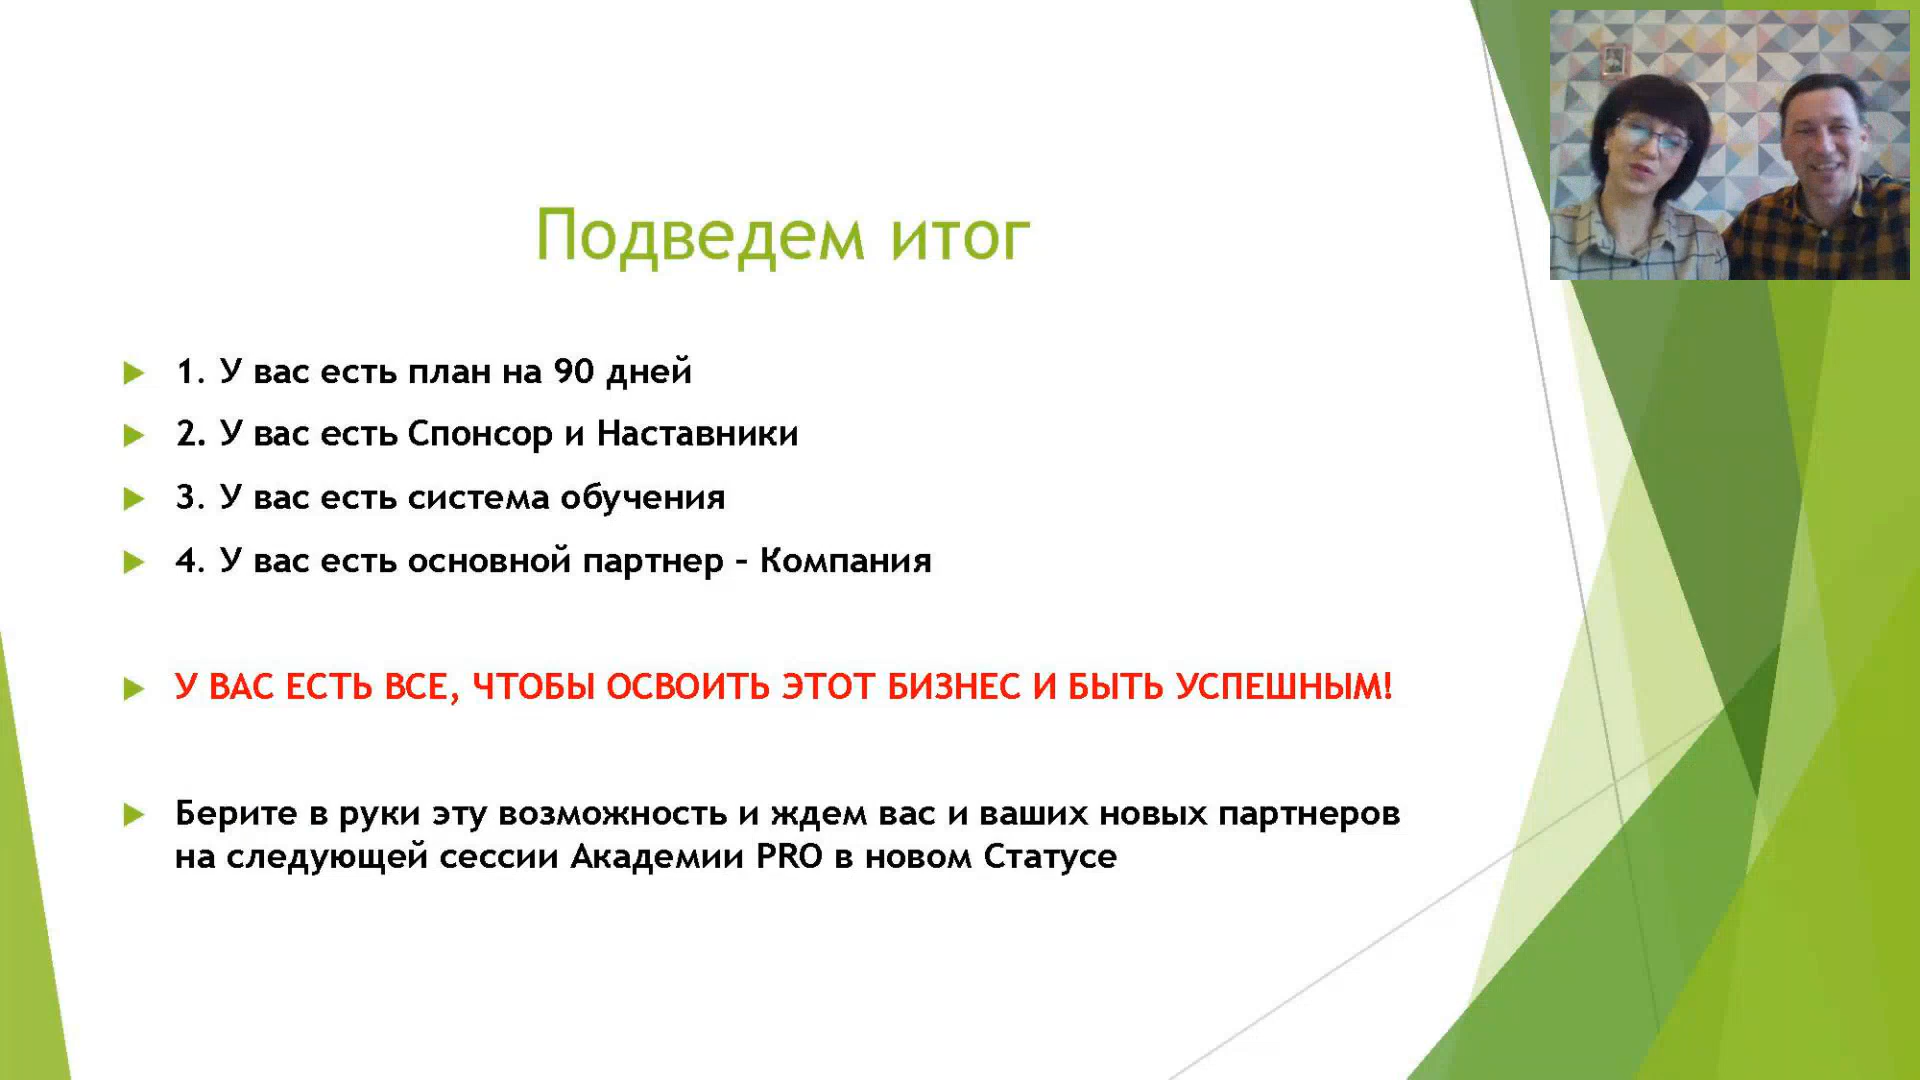 Подведем итог
1. У вас есть план на 90 дней
2. У вас есть Спонсор и Наставники
3. У вас есть система обучения
4. У вас есть основной партнер – Компания
У ВАС ЕСТЬ ВСЕ, ЧТОБЫ ОСВОИТЬ ЭТОТ БИЗНЕС И БЫТЬ УСПЕШНЫМ!
Берите в руки эту возможность и ждем вас и ваших новых партнеров
на следующей сессии Академии PRO в новом Статусе